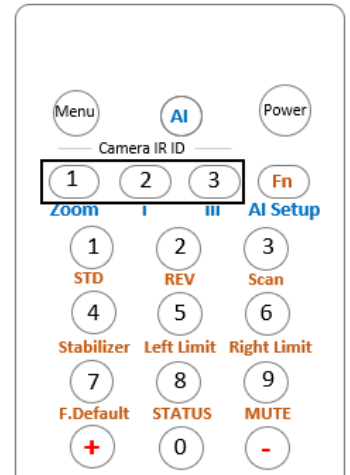 Menu AI Power
Camera IR ID
1 2 3 Fn
Zoom I III AI Setup
1 2 3
STD REV Scan
4 5 6
Stabilizer Left Limit Right Limit
7 8 9
F.Default STATUS MUTE
+ 0 -